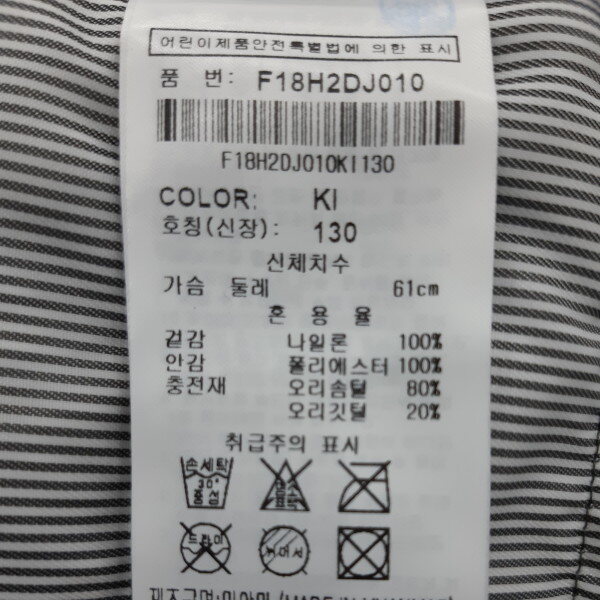 어린이제품안전특별법에 의한 표시
품 번: F18H2DJ010
F18H2DJ010KI130
COLOR: KI
호칭(신장): 130
신체치수
가슴 둘레 61cm
혼 용 율
겉감 나일론 100%
안감 폴리에스터 100%
충전재 오리솜털 80%
오리깃털 20%
취급주의 표시
손세탁
30°
중성
드라이
뉘어서